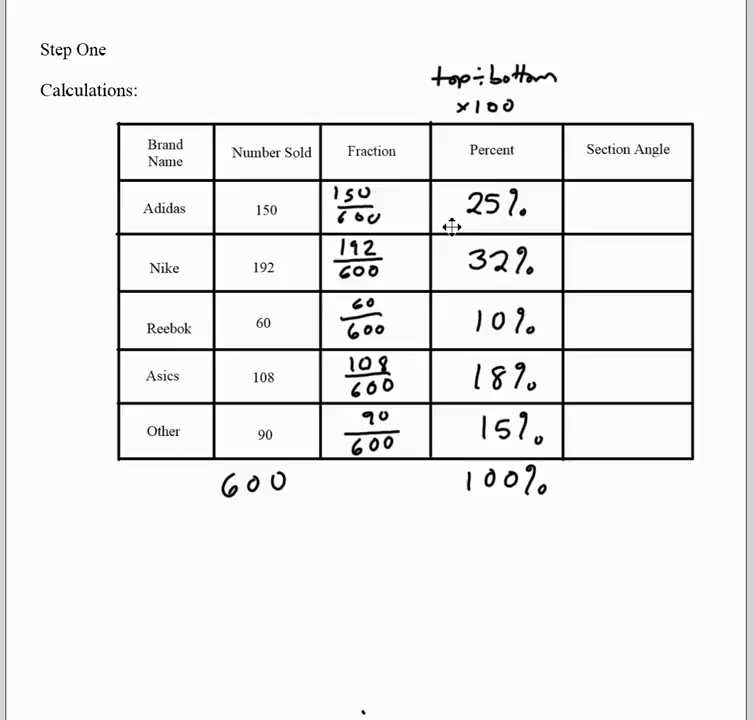 Step One
top÷bottom
Calculations:
×100
Brand Name Number Sold Fraction Percent Section Angle
Adidas 150 150/600 25%
Nike 192 192/600 32%
Reebok 60 60/600 10%
Asics 108 108/600 18%
Other 90 90/600 15%
600 100%